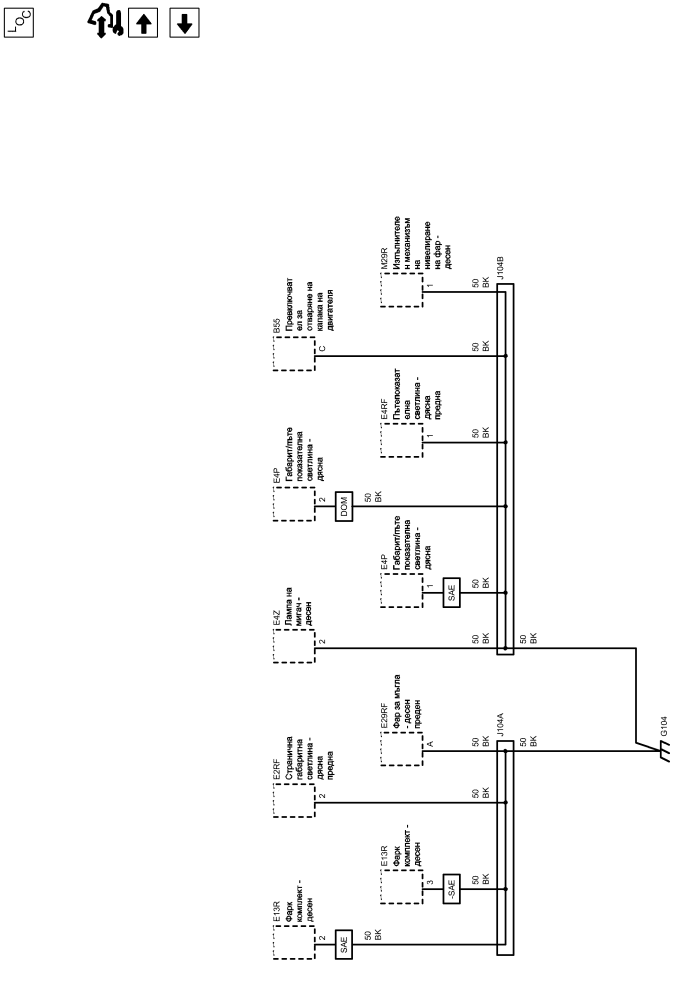 LOC
M29R
Изпълнителе
н механизъм
на
нивелиране
на фар -
десен
1
50
BK
J104B
B55
Превключват
ел за
отваряне на
капака на
двигателя
C
50
BK
E4RF
Пътепоказат
елна
светлина -
дясна
предна
1
50
BK
E4P
Габарит/пъте
показателна
светлина -
дясна
2
DOM
50
BK
E4P
Габарит/пъте
показателна
светлина -
дясна
1
SAE
50
BK
E4Z
Лампа на
мигач -
десен
2
50
BK
50
BK
E29RF
Фар за мъгла
- десен
преден
A
50
BK
J104A
50
BK
G104
E2RF
Странична
габаритна
светлина -
дясна
предна
2
50
BK
E13R
Фарк
комплект -
десен
3
-SAE
50
BK
E13R
Фарк
комплект -
десен
2
SAE
50
BK